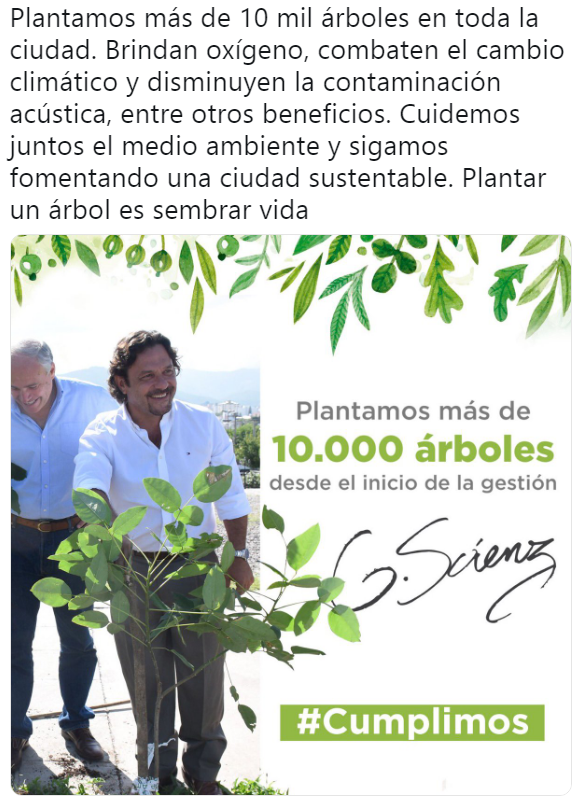 Plantamos más de 10 mil árboles en toda la
ciudad. Brindan oxígeno, combaten el cambio
climático y disminuyen la contaminación
acústica, entre otros beneficios. Cuidemos
juntos el medio ambiente y sigamos
fomentando una ciudad sustentable. Plantar
un árbol es sembrar vida
Plantamos más de
10.000 árboles
desde el inicio de la gestión
G. Sáenz
#Cumplimos